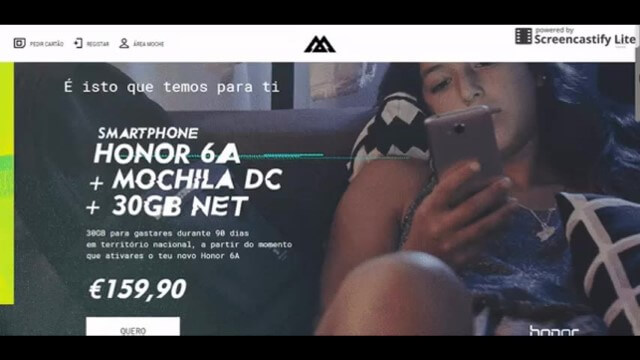 PEDIR CARTÃO
REGISTAR
ÁREA MOCHE
powered by
Screencastify Lite
É isto que temos para ti
SMARTPHONE
HONOR 6A
+ MOCHILA DC
+ 30GB NET
30GB para gastares durante 90 dias
em território nacional, a partir do momento
que ativares o teu novo Honor 6A
€159,90
QUERO
honor